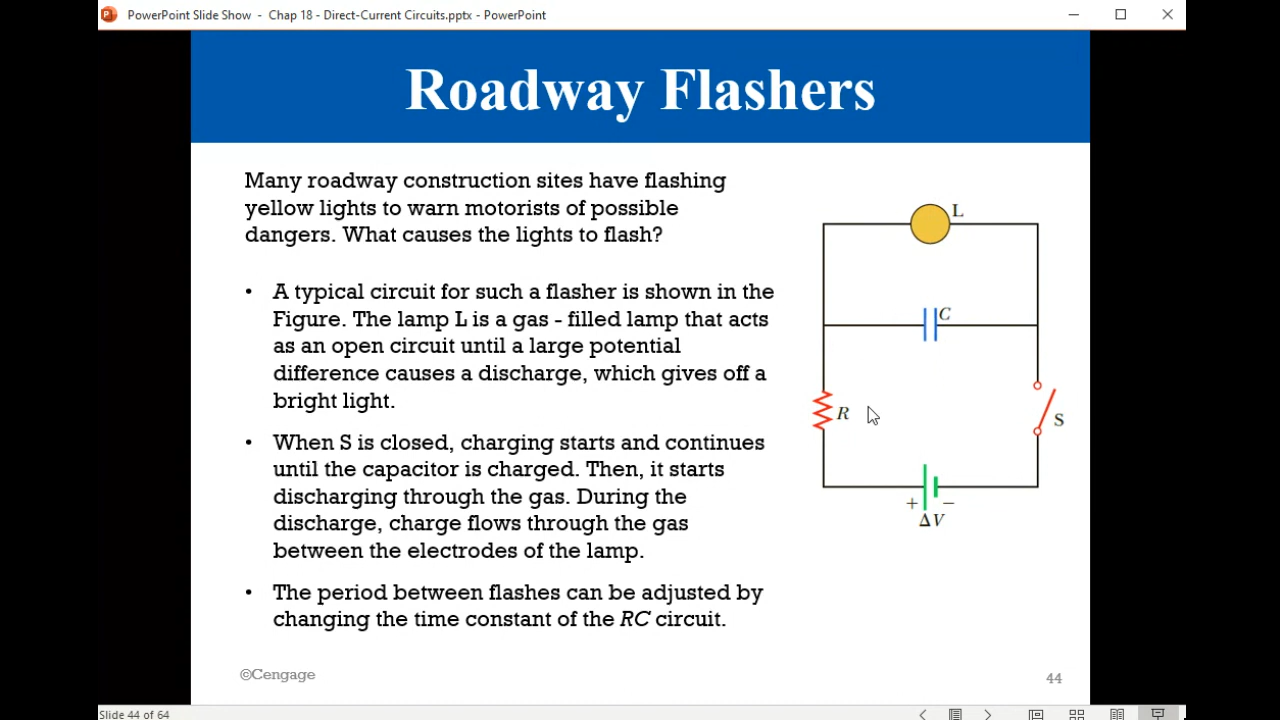 PowerPoint Slide Show - Chap 18 - Direct-Current Circuits.pptx - PowerPoint
Roadway Flashers
Many roadway construction sites have flashing
yellow lights to warn motorists of possible
dangers. What causes the lights to flash?
• A typical circuit for such a flasher is shown in the
Figure. The lamp L is a gas - filled lamp that acts
as an open circuit until a large potential
difference causes a discharge, which gives off a
bright light.
• When S is closed, charging starts and continues
until the capacitor is charged. Then, it starts
discharging through the gas. During the
discharge, charge flows through the gas
between the electrodes of the lamp.
• The period between flashes can be adjusted by
changing the time constant of the RC circuit.
L
C
R
S
+ −
ΔV
©Cengage
44
Slide 44 of 64